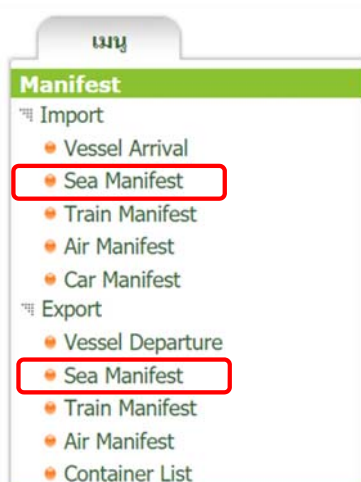 เมนู
Manifest
Import
Vessel Arrival
Sea Manifest
Train Manifest
Air Manifest
Car Manifest
Export
Vessel Departure
Sea Manifest
Train Manifest
Air Manifest
Container List